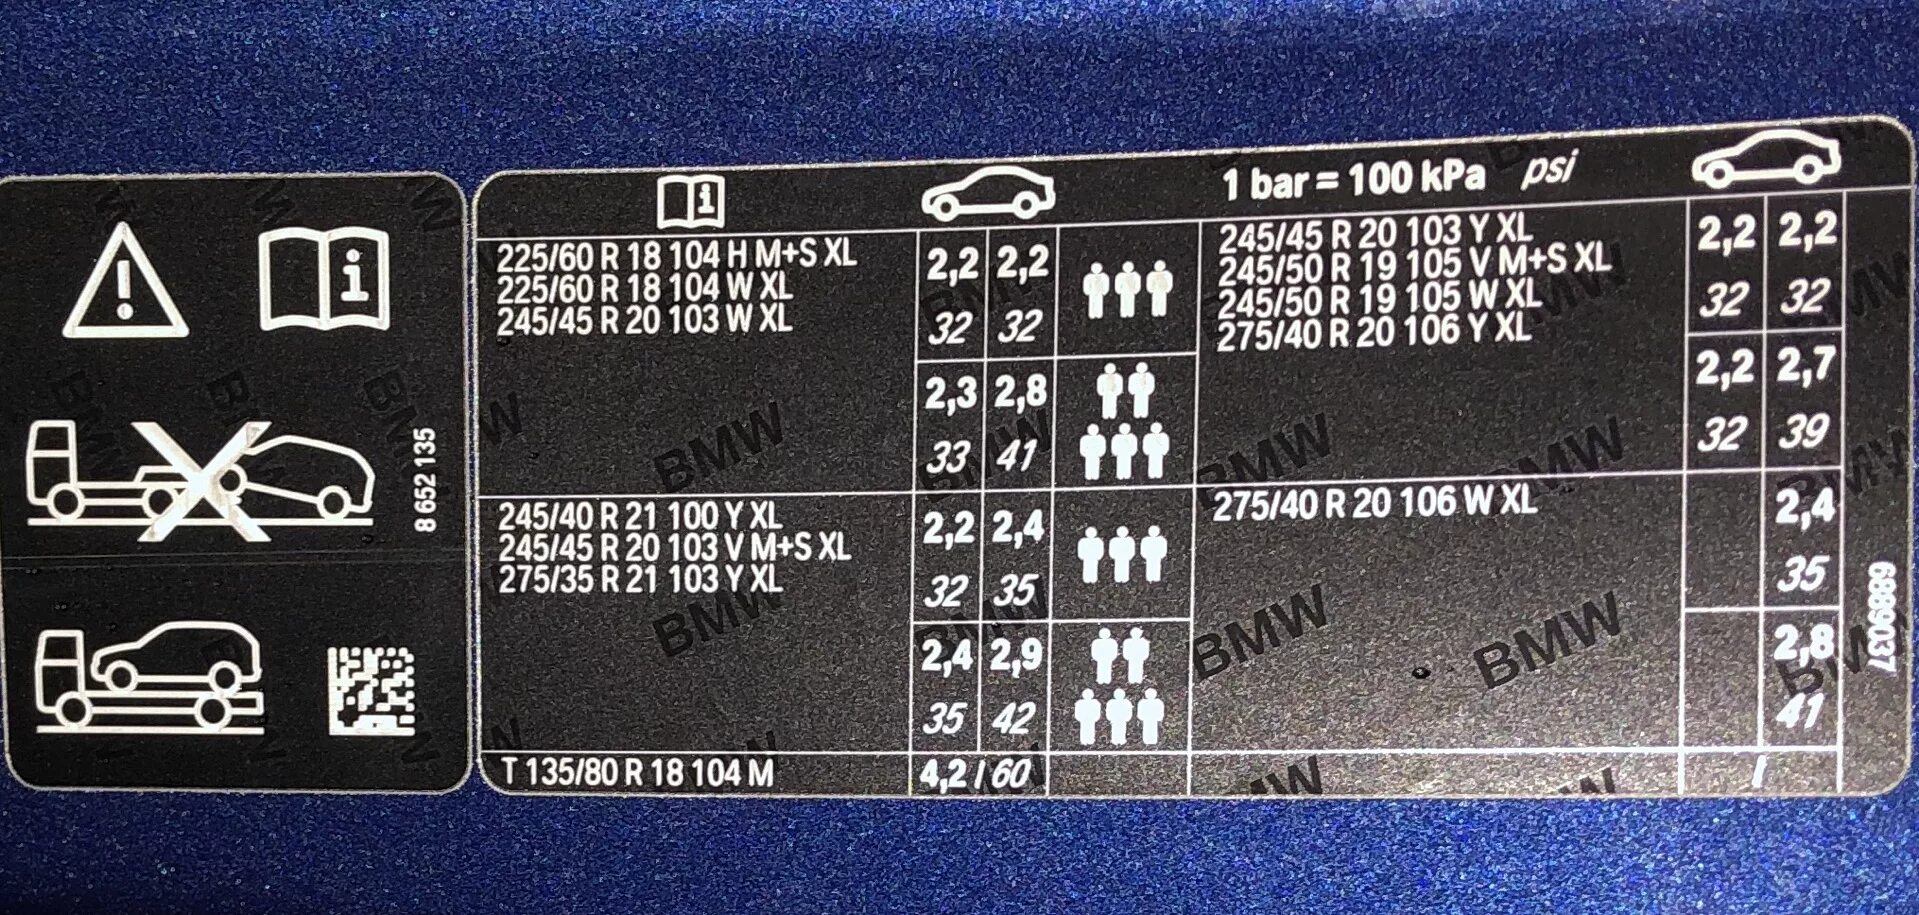 1 bar = 100 kPa psi
225/60 R 18 104 H M+S XL
225/60 R 18 104 W XL
245/45 R 20 103 W XL
2,2 2,2
32 32
2,3 2,8
33 41
245/45 R 20 103 Y XL
245/50 R 19 105 V M+S XL
245/50 R 19 105 W XL
275/40 R 20 106 Y XL
2,2 2,2
32 32
2,2 2,7
32 39
245/40 R 21 100 Y XL
245/45 R 20 103 V M+S XL
275/35 R 21 103 Y XL
2,2 2,4
32 35
2,4 2,9
35 42
275/40 R 20 106 W XL
2,4
35
2,8
41
T 135/80 R 18 104 M
4,2 / 60
/
8 652 135
6889037
BMW
BMW
BMW
BMW
BMW
BMW